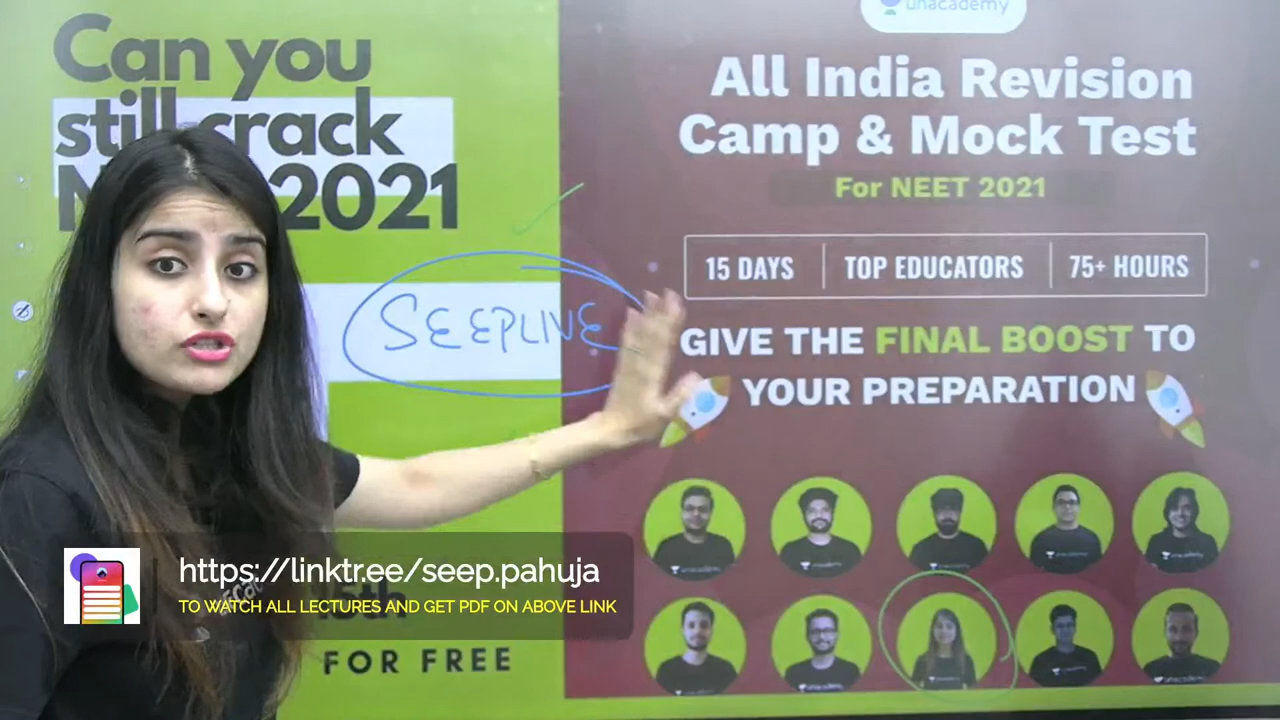 Can you
still crack
2021
SEEPLINE
unacademy
All India Revision
Camp & Mock Test
For NEET 2021
15 DAYS
TOP EDUCATORS
75+ HOURS
GIVE THE FINAL BOOST TO
YOUR PREPARATION
https://linktr.ee/seep.pahuja
TO WATCH ALL LECTURES AND GET PDF ON ABOVE LINK
15th
FOR FREE